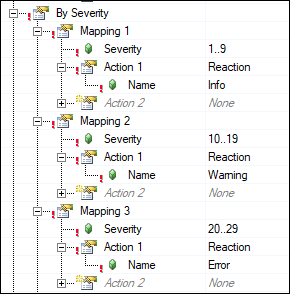 By Severity
Mapping 1
Severity 1..9
Action 1 Reaction
Name Info
Action 2 None
Mapping 2
Severity 10..19
Action 1 Reaction
Name Warning
Action 2 None
Mapping 3
Severity 20..29
Action 1 Reaction
Name Error
Action 2 None